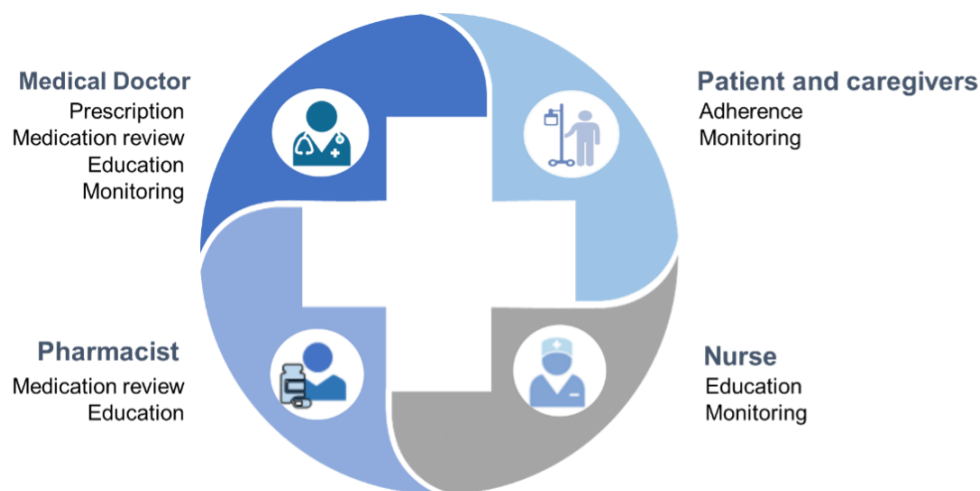 Medical Doctor
Prescription
Medication review
Education
Monitoring
Patient and caregivers
Adherence
Monitoring
Pharmacist
Medication review
Education
Nurse
Education
Monitoring